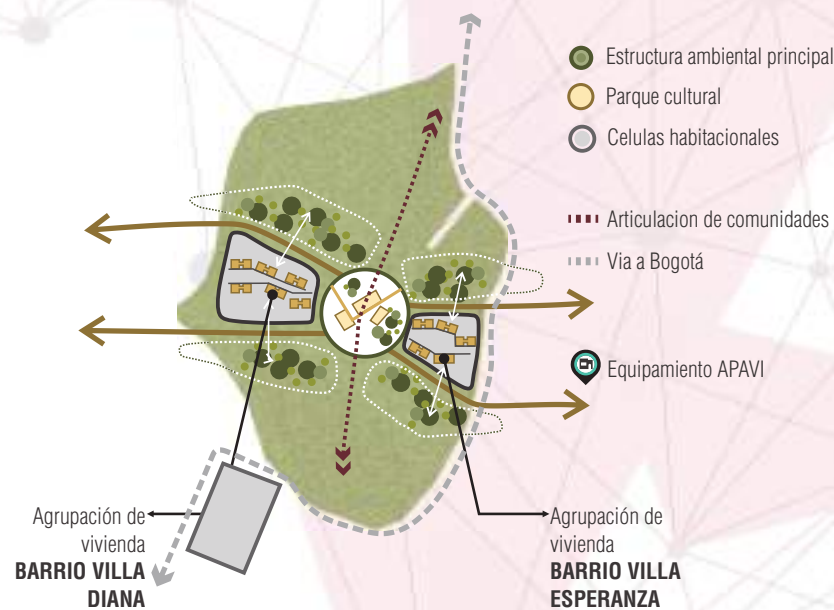 Estructura ambiental principal
Parque cultural
Celulas habitacionales
Articulacion de comunidades
Via a Bogotá
Equipamiento APAVI
Agrupación de
vivienda
BARRIO VILLA
DIANA
Agrupación de
vivienda
BARRIO VILLA
ESPERANZA